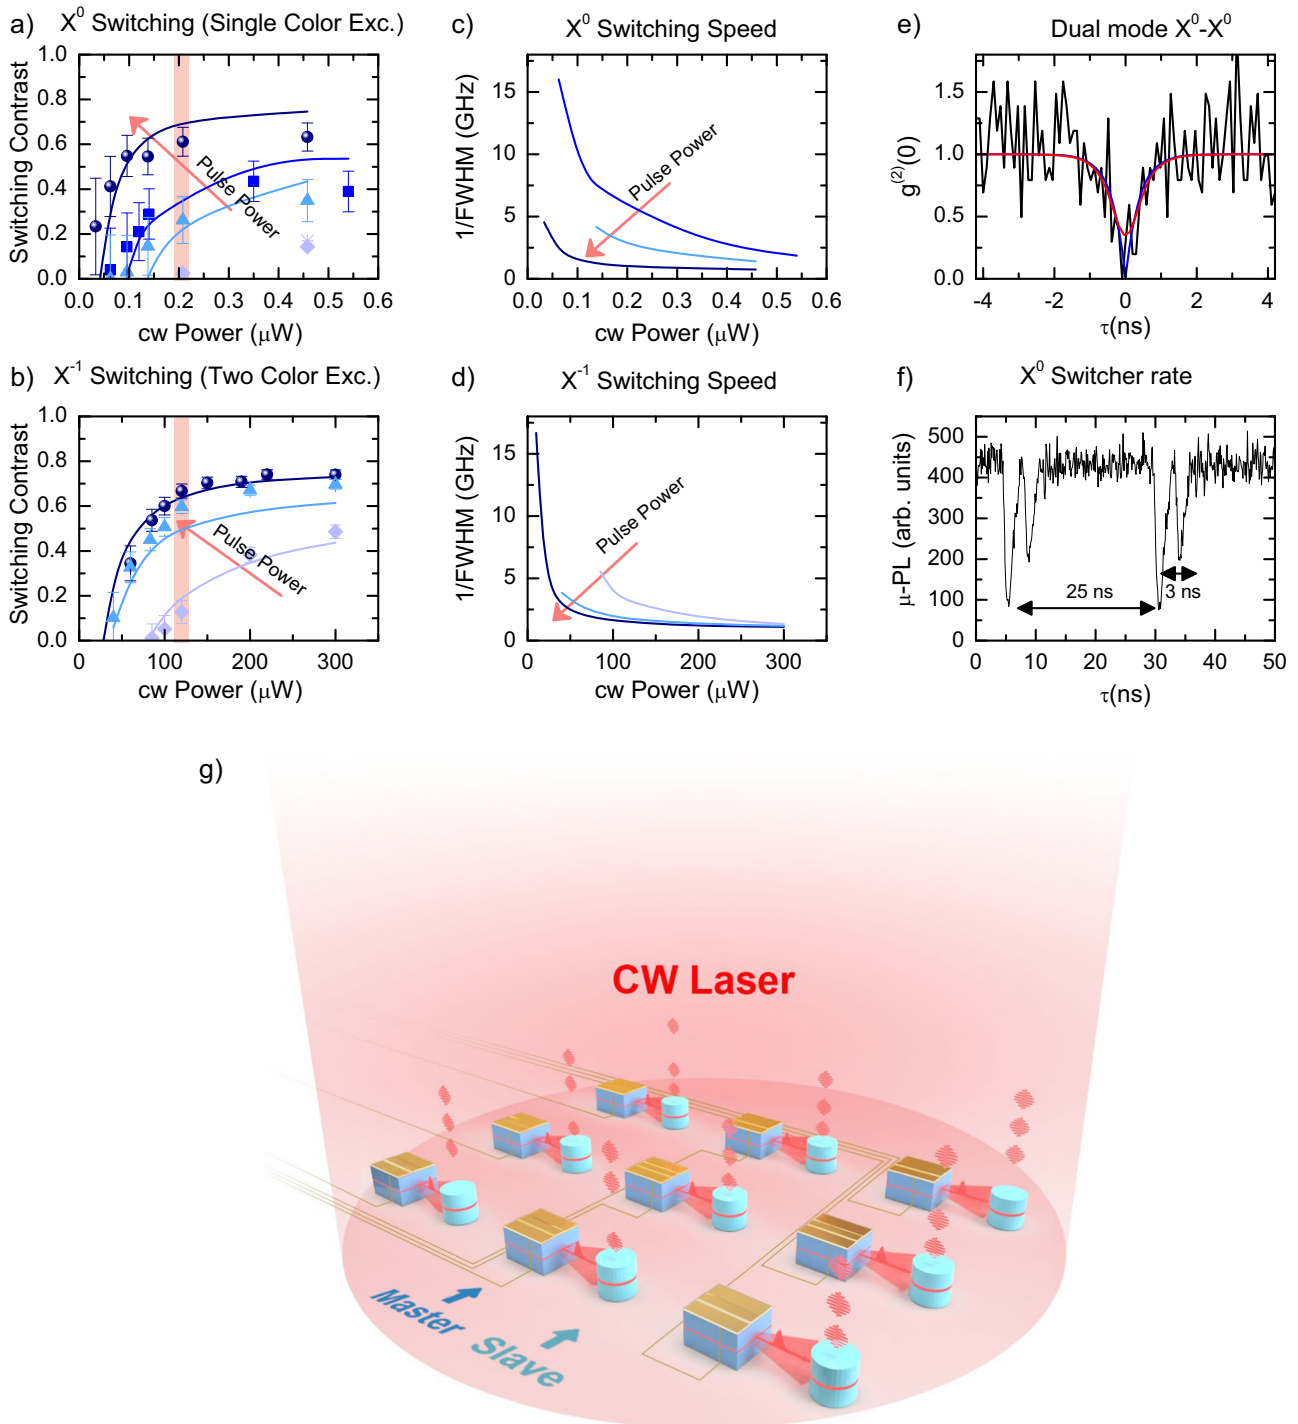 a)
X⁰ Switching (Single Color Exc.)
Switching Contrast
1.0
0.8
0.6
0.4
0.2
0.0
Pulse Power
0.0 0.1 0.2 0.3 0.4 0.5 0.6
cw Power (μW)
c)
X⁰ Switching Speed
1/FWHM (GHz)
15
10
5
0
Pulse Power
0.0 0.1 0.2 0.3 0.4 0.5 0.6
cw Power (μW)
e)
Dual mode X⁰-X⁰
g⁽²⁾(0)
1.5
1.0
0.5
0.0
-4 -2 0 2 4
τ(ns)
b)
X⁻¹ Switching (Two Color Exc.)
Switching Contrast
1.0
0.8
0.6
0.4
0.2
0.0
Pulse Power
0 100 200 300
cw Power (μW)
d)
X⁻¹ Switching Speed
1/FWHM (GHz)
15
10
5
0
Pulse Power
0 100 200 300
cw Power (μW)
f)
X⁰ Switcher rate
μ-PL (arb. units)
500
400
300
200
100
0
25 ns
3 ns
0 10 20 30 40 50
τ(ns)
g)
CW Laser
Master
Slave